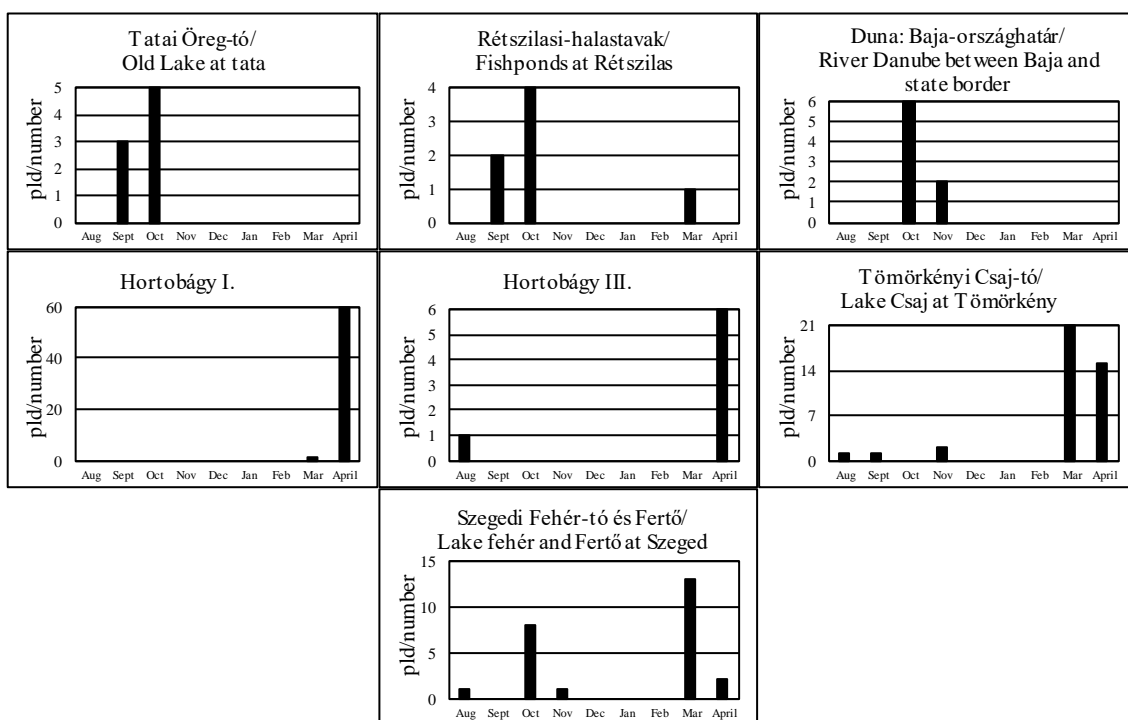 Tatai Öreg-tó/
Old Lake at tata
pld/number
5
4
3
2
1
0
Aug Sept Oct Nov Dec Jan Feb Mar April
Rétszilasi-halastavak/
Fishponds at Rétszilas
pld/number
4
3
2
1
0
Aug Sept Oct Nov Dec Jan Feb Mar April
Duna: Baja-országhatár/
River Danube between Baja and
state border
pld/number
6
5
4
3
2
1
0
Aug Sept Oct Nov Dec Jan Feb Mar April
Hortobágy I.
pld/number
60
40
20
0
Aug Sept Oct Nov Dec Jan Feb Mar April
Hortobágy III.
pld/number
6
5
4
3
2
1
0
Aug Sept Oct Nov Dec Jan Feb Mar April
Tömörkényi Csaj-tó/
Lake Csaj at Tömörkény
pld/number
21
14
7
0
Aug Sept Oct Nov Dec Jan Feb Mar April
Szegedi Fehér-tó és Fertő/
Lake fehér and Fertő at Szeged
pld/number
15
10
5
0
Aug Sept Oct Nov Dec Jan Feb Mar April